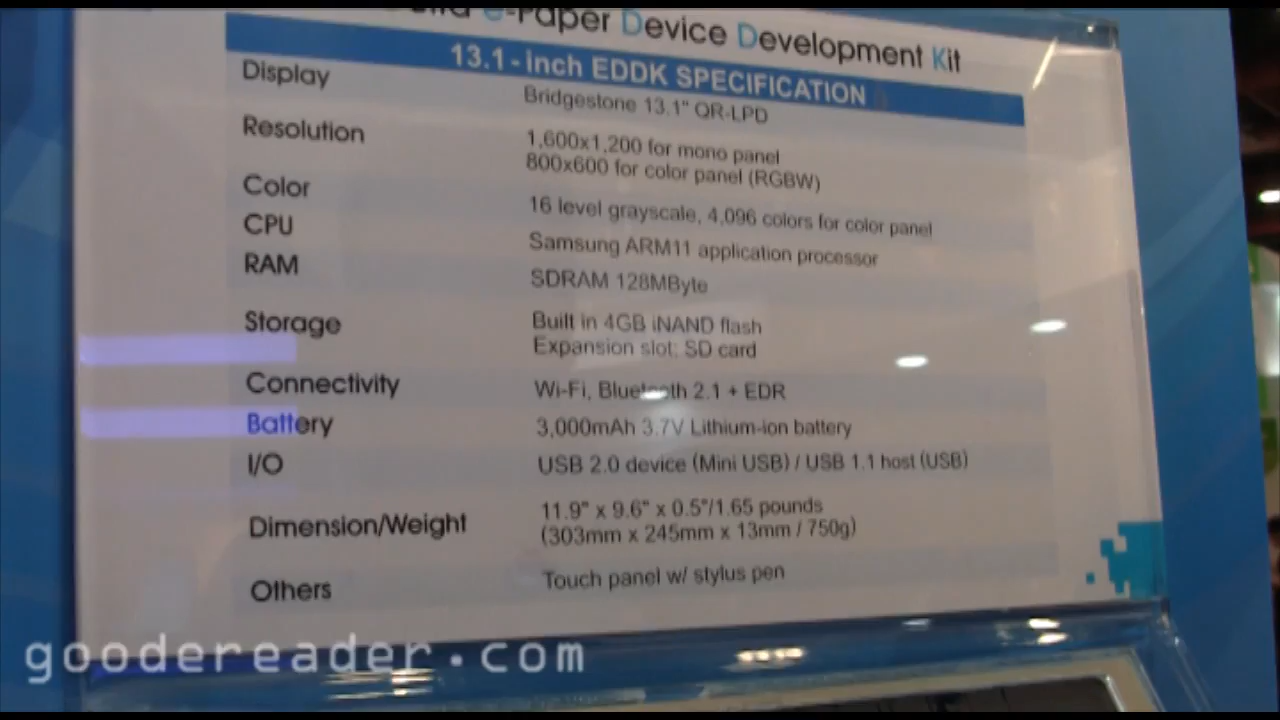 e-Paper Device Development Kit
13.1-inch EDDK SPECIFICATION
Display Bridgestone 13.1" QR-LPD
Resolution 1,600x1,200 for mono panel
800x600 for color panel (RGBW)
Color 16 level grayscale, 4,096 colors for color panel
CPU Samsung ARM11 application processor
RAM SDRAM 128MByte
Storage Built in 4GB iNAND flash
Expansion slot: SD card
Connectivity Wi-Fi, Bluetooth 2.1 + EDR
Battery 3,000mAh 3.7V Lithium-ion battery
I/O USB 2.0 device (Mini USB) / USB 1.1 host (USB)
Dimension/Weight 11.9" x 9.6" x 0.5"/1.65 pounds
(303mm x 245mm x 13mm / 750g)
Others Touch panel w/ stylus pen
goodereader.com